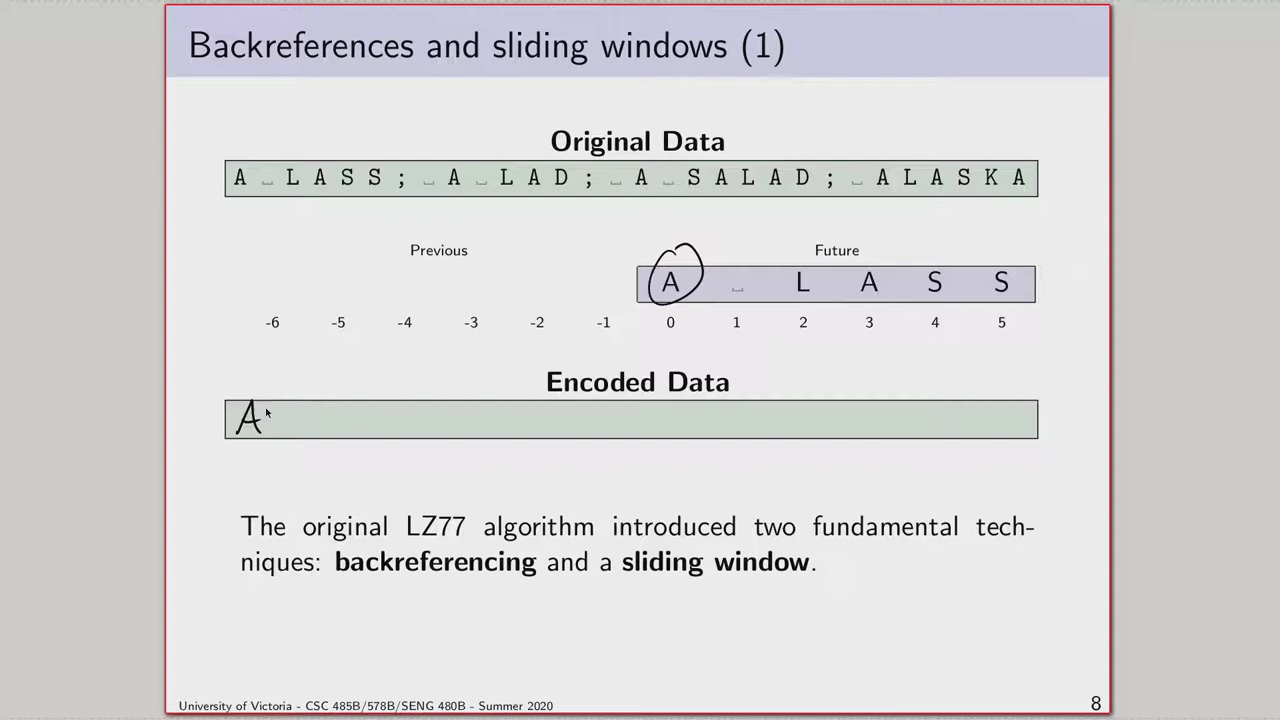 Backreferences and sliding windows (1)
Original Data
A ␣ L A S S ; ␣ A ␣ L A D ; ␣ A ␣ S A L A D ; ␣ A L A S K A
Previous Future
A ␣ L A S S
-6 -5 -4 -3 -2 -1 0 1 2 3 4 5
Encoded Data
A
The original LZ77 algorithm introduced two fundamental tech-
niques: backreferencing and a sliding window.
University of Victoria - CSC 485B/578B/SENG 480B - Summer 2020 8